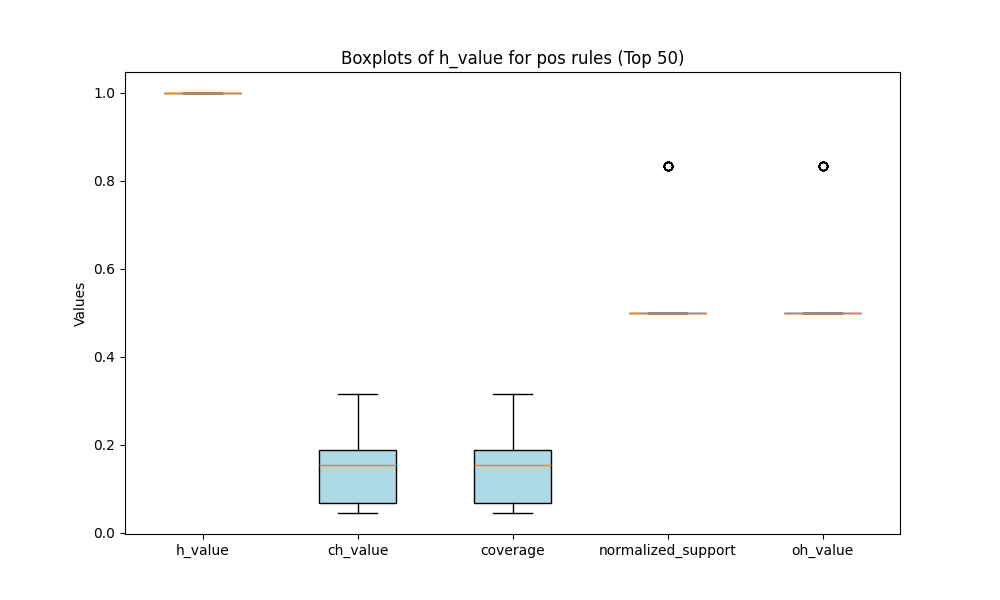 Boxplots of h_value for pos rules (Top 50)
1.0
0.8
0.6
0.4
0.2
0.0
Values
h_value
ch_value
coverage
normalized_support
oh_value